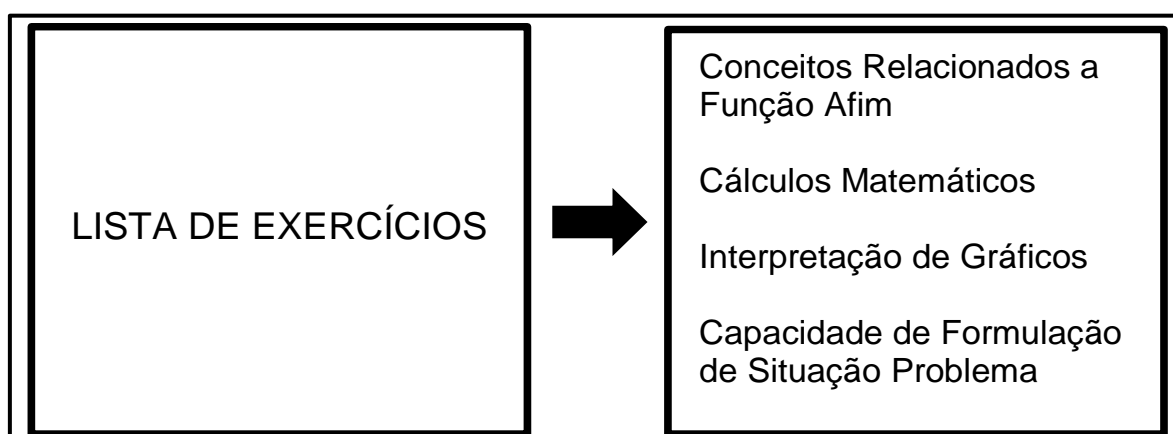 LISTA DE EXERCÍCIOS
Conceitos Relacionados a
Função Afim
Cálculos Matemáticos
Interpretação de Gráficos
Capacidade de Formulação
de Situação Problema